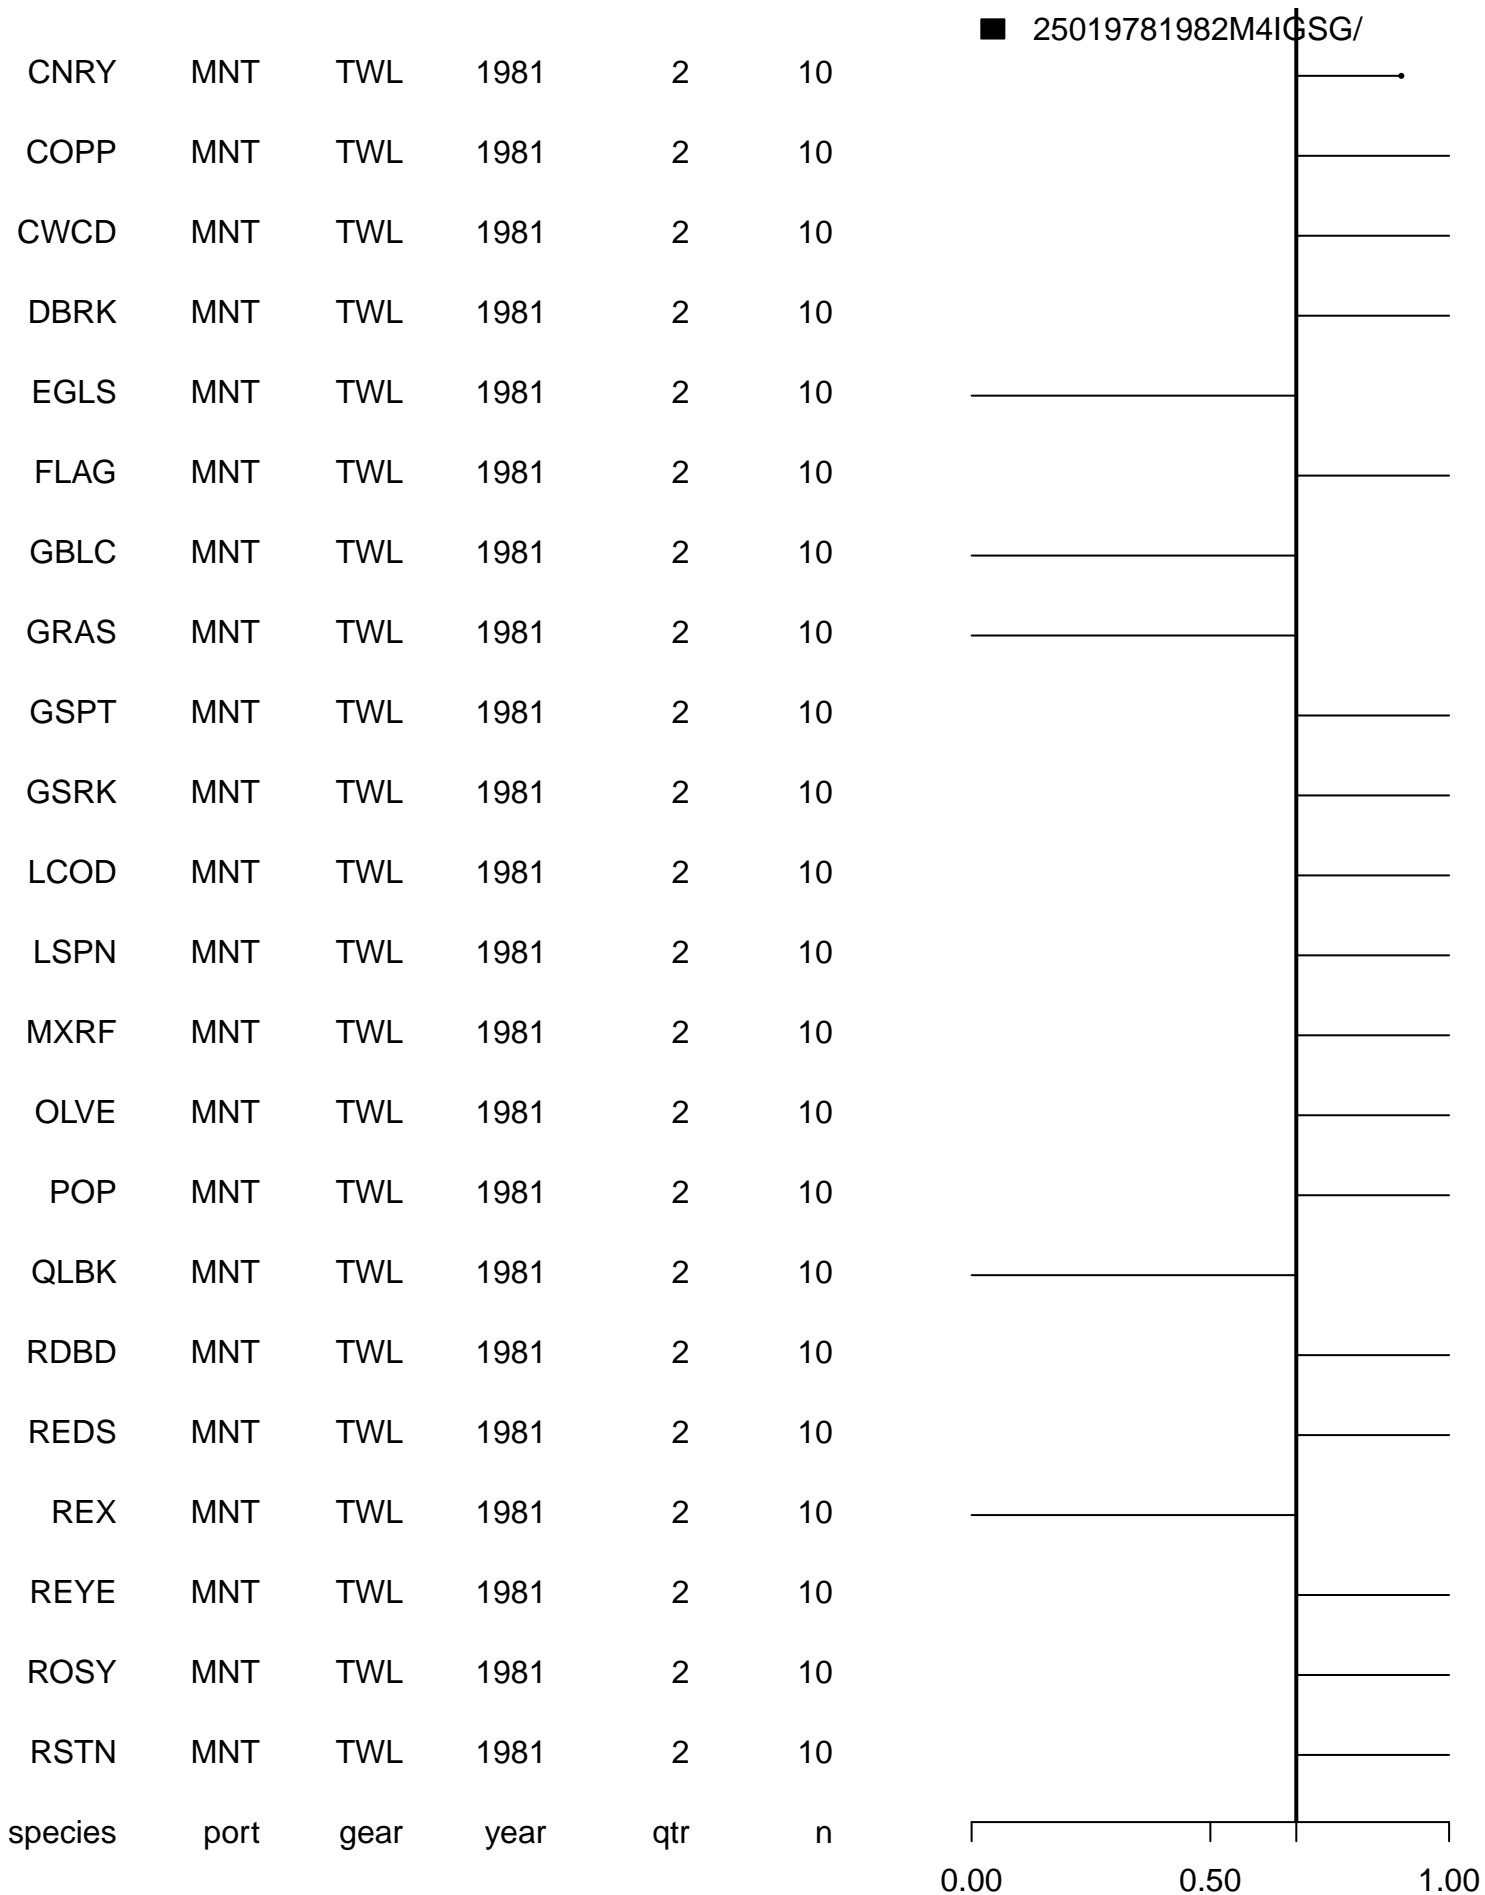 25019781982M4IGSG/
CNRY MNT TWL 1981 2 10
COPP MNT TWL 1981 2 10
CWCD MNT TWL 1981 2 10
DBRK MNT TWL 1981 2 10
EGLS MNT TWL 1981 2 10
FLAG MNT TWL 1981 2 10
GBLC MNT TWL 1981 2 10
GRAS MNT TWL 1981 2 10
GSPT MNT TWL 1981 2 10
GSRK MNT TWL 1981 2 10
LCOD MNT TWL 1981 2 10
LSPN MNT TWL 1981 2 10
MXRF MNT TWL 1981 2 10
OLVE MNT TWL 1981 2 10
POP MNT TWL 1981 2 10
QLBK MNT TWL 1981 2 10
RDBD MNT TWL 1981 2 10
REDS MNT TWL 1981 2 10
REX MNT TWL 1981 2 10
REYE MNT TWL 1981 2 10
ROSY MNT TWL 1981 2 10
RSTN MNT TWL 1981 2 10
species port gear year qtr n
0.00 0.50 1.00